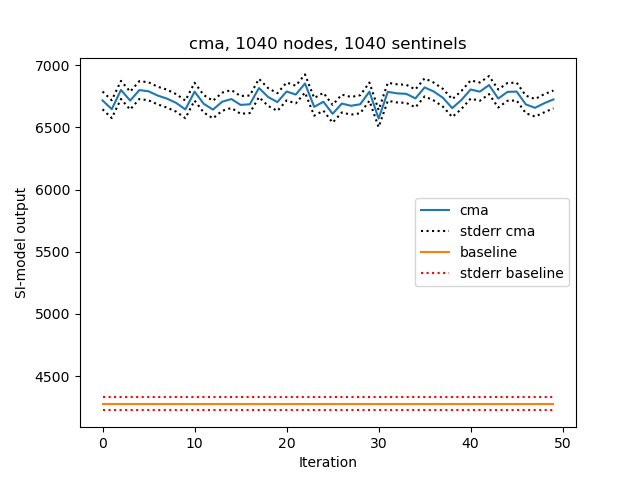 cma, 1040 nodes, 1040 sentinels
7000
6500
6000
5500
5000
4500
SI-model output
cma
stderr cma
baseline
stderr baseline
0
10
20
30
40
50
Iteration